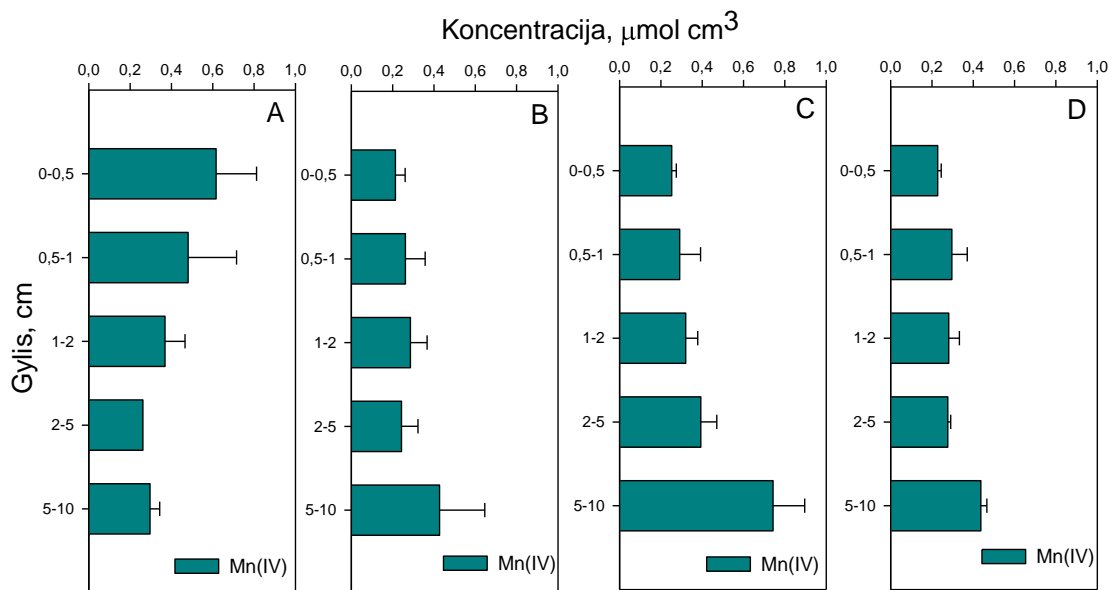 Koncentracija, μmol cm³
0,0 0,2 0,4 0,6 0,8 1,0
0,0 0,2 0,4 0,6 0,8 1,0
0,0 0,2 0,4 0,6 0,8 1,0
0,0 0,2 0,4 0,6 0,8 1,0
Gylis, cm
A
0-0,5
0,5-1
1-2
2-5
5-10
Mn(IV)
B
0-0,5
0,5-1
1-2
2-5
5-10
Mn(IV)
C
0-0,5
0,5-1
1-2
2-5
5-10
Mn(IV)
D
0-0,5
0,5-1
1-2
2-5
5-10
Mn(IV)